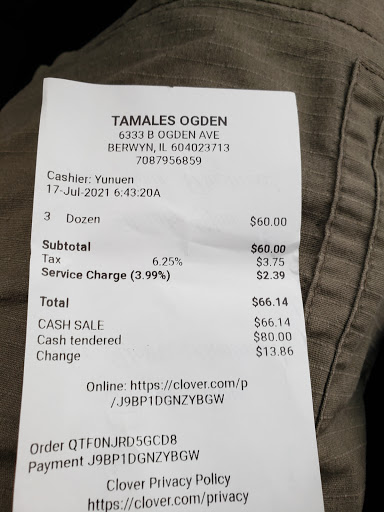 TAMALES OGDEN
6333 B OGDEN AVE
BERWYN, IL 604023713
7087956859
Cashier: Yunuen
17-Jul-2021 6:43:20A
3 Dozen $60.00
Subtotal $60.00
Tax 6.25% $3.75
Service Charge (3.99%) $2.39
Total $66.14
CASH SALE $66.14
Cash tendered $80.00
Change $13.86
Online: https://clover.com/p
/J9BP1DGNZYBGW
Order QTF0NJRD5GCD8
Payment J9BP1DGNZYBGW
Clover Privacy Policy
https://clover.com/privacy